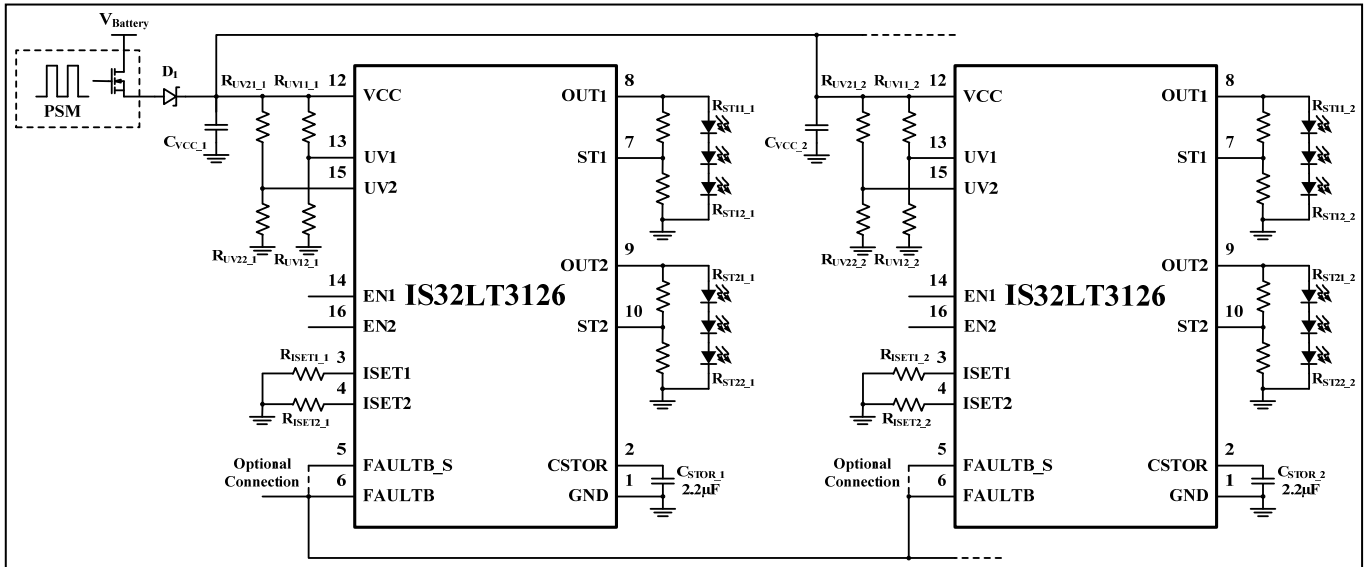 VBattery
PSM
D1
CVCC_1
RUV21_1 RUV11_1
12 VCC
13 UV1
15 UV2
RUV22_1 RUV12_1
14 EN1
16 EN2
IS32LT3126
RISET1_1
3 ISET1
4 ISET2
RISET2_1
Optional
Connection
5 FAULTB_S
6 FAULTB
8 OUT1
7 ST1
RST11_1
RST12_1
9 OUT2
10 ST2
RST21_1
RST22_1
2 CSTOR
1 GND
CSTOR_1
2.2µF
CVCC_2
RUV21_2 RUV11_2
12 VCC
13 UV1
15 UV2
RUV22_2 RUV12_2
14 EN1
16 EN2
IS32LT3126
RISET1_2
3 ISET1
4 ISET2
RISET2_2
Optional
Connection
5 FAULTB_S
6 FAULTB
8 OUT1
7 ST1
RST11_2
RST12_2
9 OUT2
10 ST2
RST21_2
RST22_2
2 CSTOR
1 GND
CSTOR_2
2.2µF